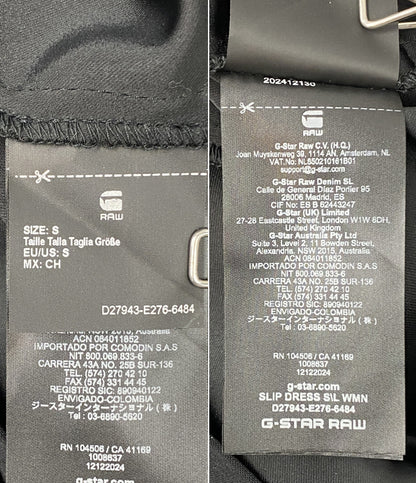 RAW
SIZE: S
Taille Talla Taglia Größe
EU/US: S
MX: CH
D27943-E276-6484
Alexandria, NSW 2015, Australia
ACN 084011852
IMPORTADO POR COMODIN S.A.S
NIT 800.069.833-6
CARRERA 43A NO. 25B SUR-136
TEL: (574) 270 42 10
FAX: (574) 331 44 45
REGISTRO SIC: 890940122
ENVIGADO-COLOMBIA
ジースターインターナショナル（株）
Tel: 03-6890-5620
RN 104506 / CA 41169
1008637
12122024
202412130
RAW
G-Star Raw C.V. (H.Q.)
Joan Muyskenweg 39, 1114 AN, Amsterdam, NL
VAT.No: NL850210161B01
support@g-star.com
G-Star Raw Denim SL
Calle de General Diaz Porlier 95
28006 Madrid, ES
CIF No: ES B 62443247
G-Star (UK) Limited
27-28 Eastcastle Street, London W1W 8DH,
United Kingdom
G-Star Australia Pty Ltd
Suite 3, Level 2, 11 Bowden Street,
Alexandria, NSW 2015, Australia
ACN 084011852
IMPORTADO POR COMODIN S.A.S
NIT 800.069.833-6
CARRERA 43A NO. 25B SUR-136
TEL: (574) 270 42 10
FAX: (574) 331 44 45
REGISTRO SIC: 890940122
ENVIGADO-COLOMBIA
ジースターインターナショナル（株）
Tel: 03-6890-5620
RN 104506 / CA 41169
1008637
12122024
g-star.com
SLIP DRESS S\L WMN
D27943-E276-6484
G-STAR RAW